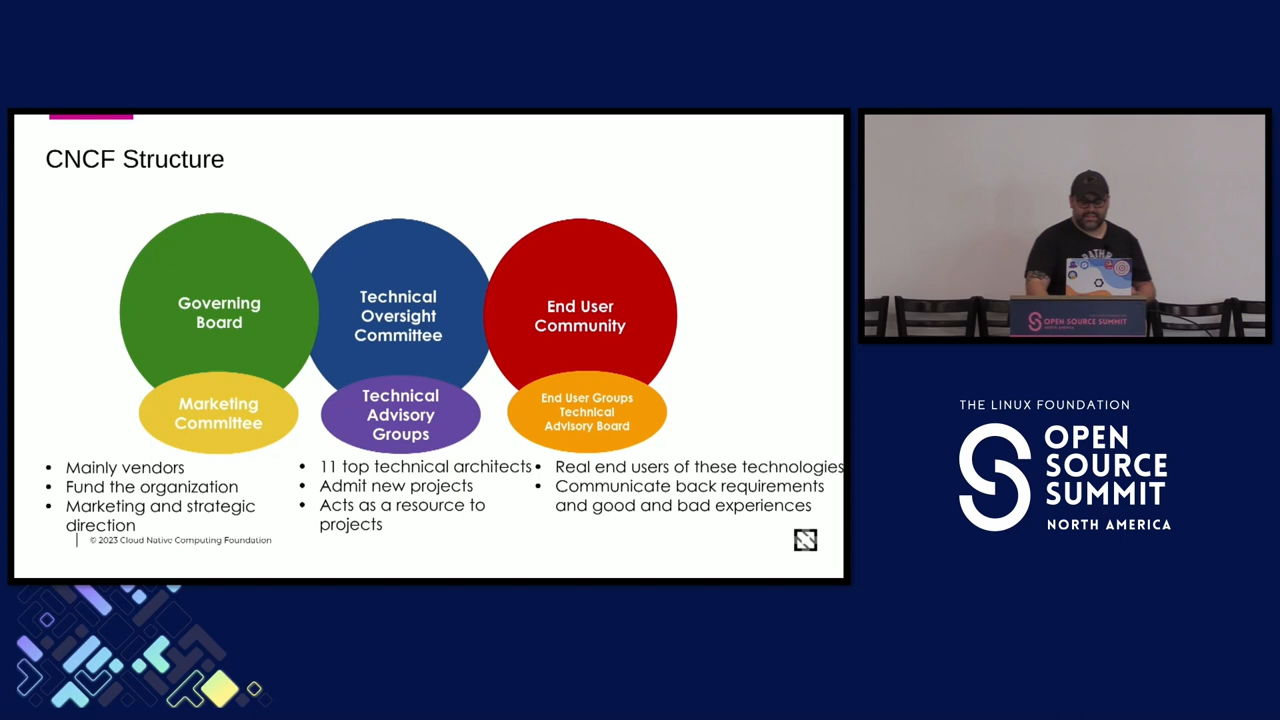 CNCF Structure
Governing
Board
Technical
Oversight
Committee
End User
Community
Marketing
Committee
Technical
Advisory
Groups
End User Groups
Technical
Advisory Board
• Mainly vendors
• Fund the organization
• Marketing and strategic
direction
• 11 top technical architects
• Admit new projects
• Acts as a resource to
projects
• Real end users of these technologies
• Communicate back requirements
and good and bad experiences
© 2023 Cloud Native Computing Foundation
OPEN SOURCE SUMMIT
NORTH AMERICA
THE LINUX FOUNDATION
OPEN
SOURCE
SUMMIT
NORTH AMERICA